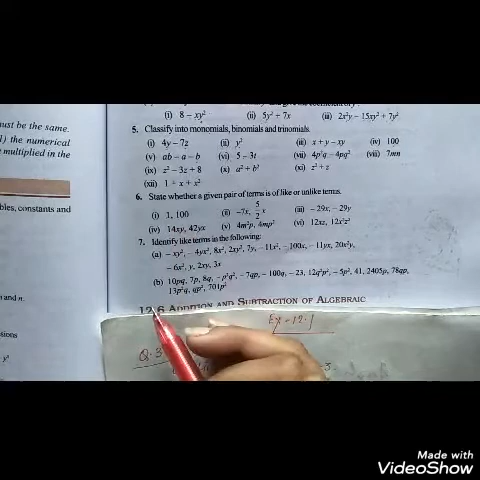 must be the same.
l) the numerical
multiplied in the
bles, constants and
n and n.
sions
(i) 8 – xy² (ii) 5y² + 7x (iii) 2x²y – 15xy² + 7y²
5. Classify into monomials, binomials and trinomials.
(i) 4y – 7z (ii) y² (iii) x + y – xy (iv) 100
(v) ab – a – b (vi) 5 – 3t (vii) 4p²q – 4pq² (viii) 7mn
(ix) z² – 3z + 8 (x) a² + b² (xi) z² + z
(xii) 1 + x + x²
6. State whether a given pair of terms is of like or unlike terms.
(i) 1, 100 (ii) –7x, 5/2 x (iii) – 29x, – 29y
(iv) 14xy, 42yx (v) 4m²p, 4mp² (vi) 12xz, 12x²z²
7. Identify like terms in the following:
(a) – xy², – 4yx², 8x², 2xy², 7y, – 11x², – 100x, – 11yx, 20x²y,
– 6x², y, 2xy, 3x
(b) 10pq, 7p, 8q, – p²q², – 7qp, – 100q, – 23, 12q²p², – 5p², 41, 2405p, 78qp,
13p²q, qp², 701p²
12.6 ADDITION AND SUBTRACTION OF ALGEBRAIC
Ex – 12.1
Q.3
Made with
VideoShow